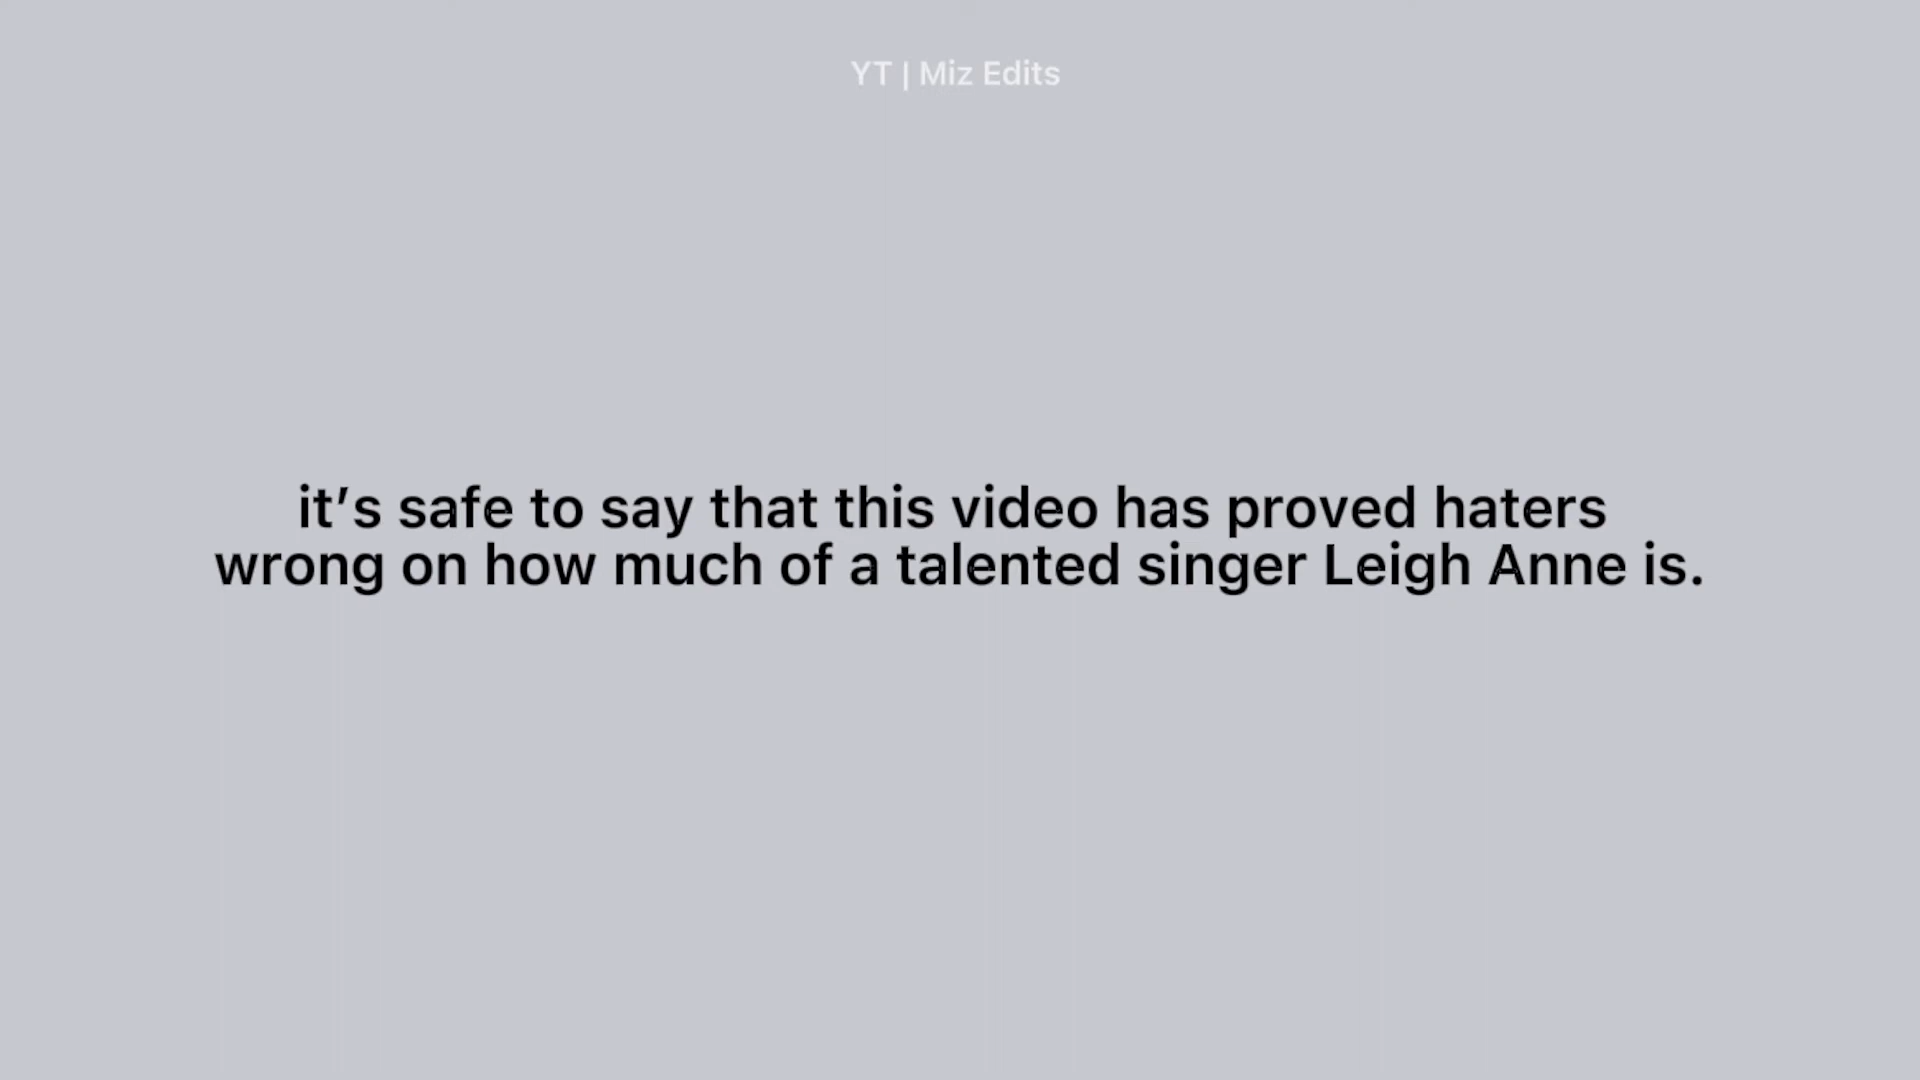 YT | Miz Edits
it’s safe to say that this video has proved haters
wrong on how much of a talented singer Leigh Anne is.